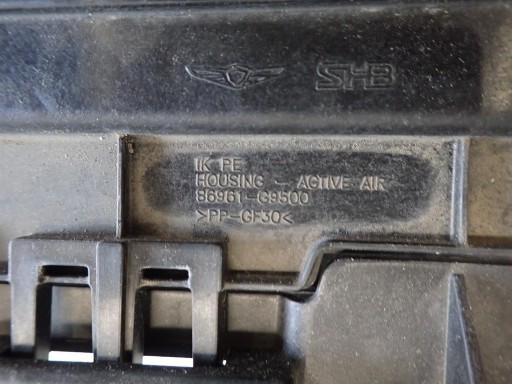 SHB
IK PE
HOUSING - ACTIVE AIR
86961-G9500
>PP-GF30<